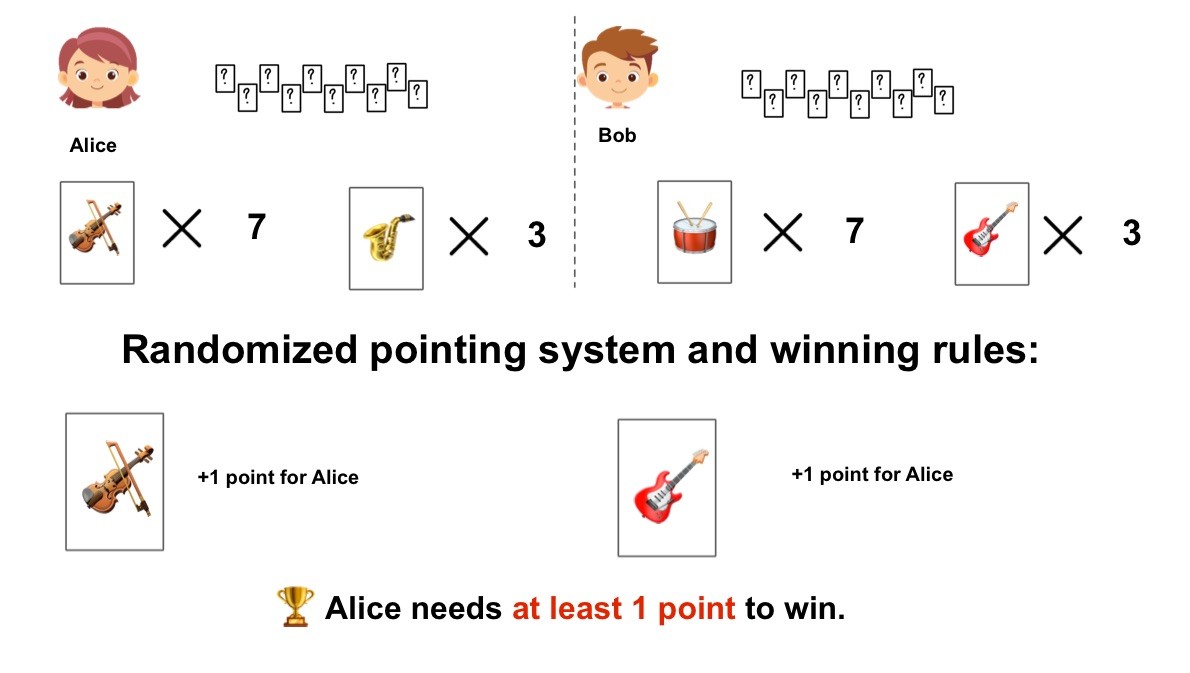 ? ? ? ? ? ? ? ? ? ?
? ? ? ? ? ? ? ? ? ?
Alice
Bob
7
3
7
3
Randomized pointing system and winning rules:
+1 point for Alice
+1 point for Alice
Alice needs at least 1 point to win.